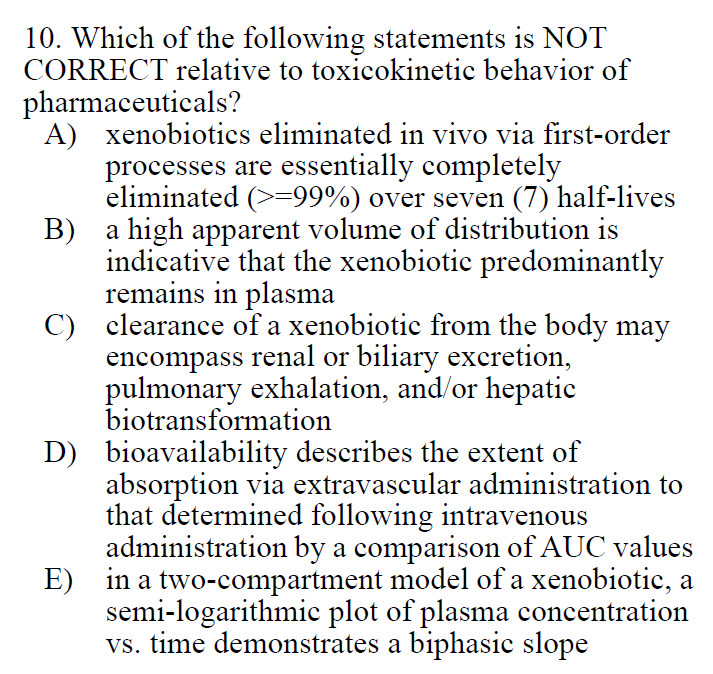 10. Which of the following statements is NOT
CORRECT relative to toxicokinetic behavior of
pharmaceuticals?
A) xenobiotics eliminated in vivo via first-order
processes are essentially completely
eliminated (>=99%) over seven (7) half-lives
B) a high apparent volume of distribution is
indicative that the xenobiotic predominantly
remains in plasma
C) clearance of a xenobiotic from the body may
encompass renal or biliary excretion,
pulmonary exhalation, and/or hepatic
biotransformation
D) bioavailability describes the extent of
absorption via extravascular administration to
that determined following intravenous
administration by a comparison of AUC values
E) in a two-compartment model of a xenobiotic, a
semi-logarithmic plot of plasma concentration
vs. time demonstrates a biphasic slope